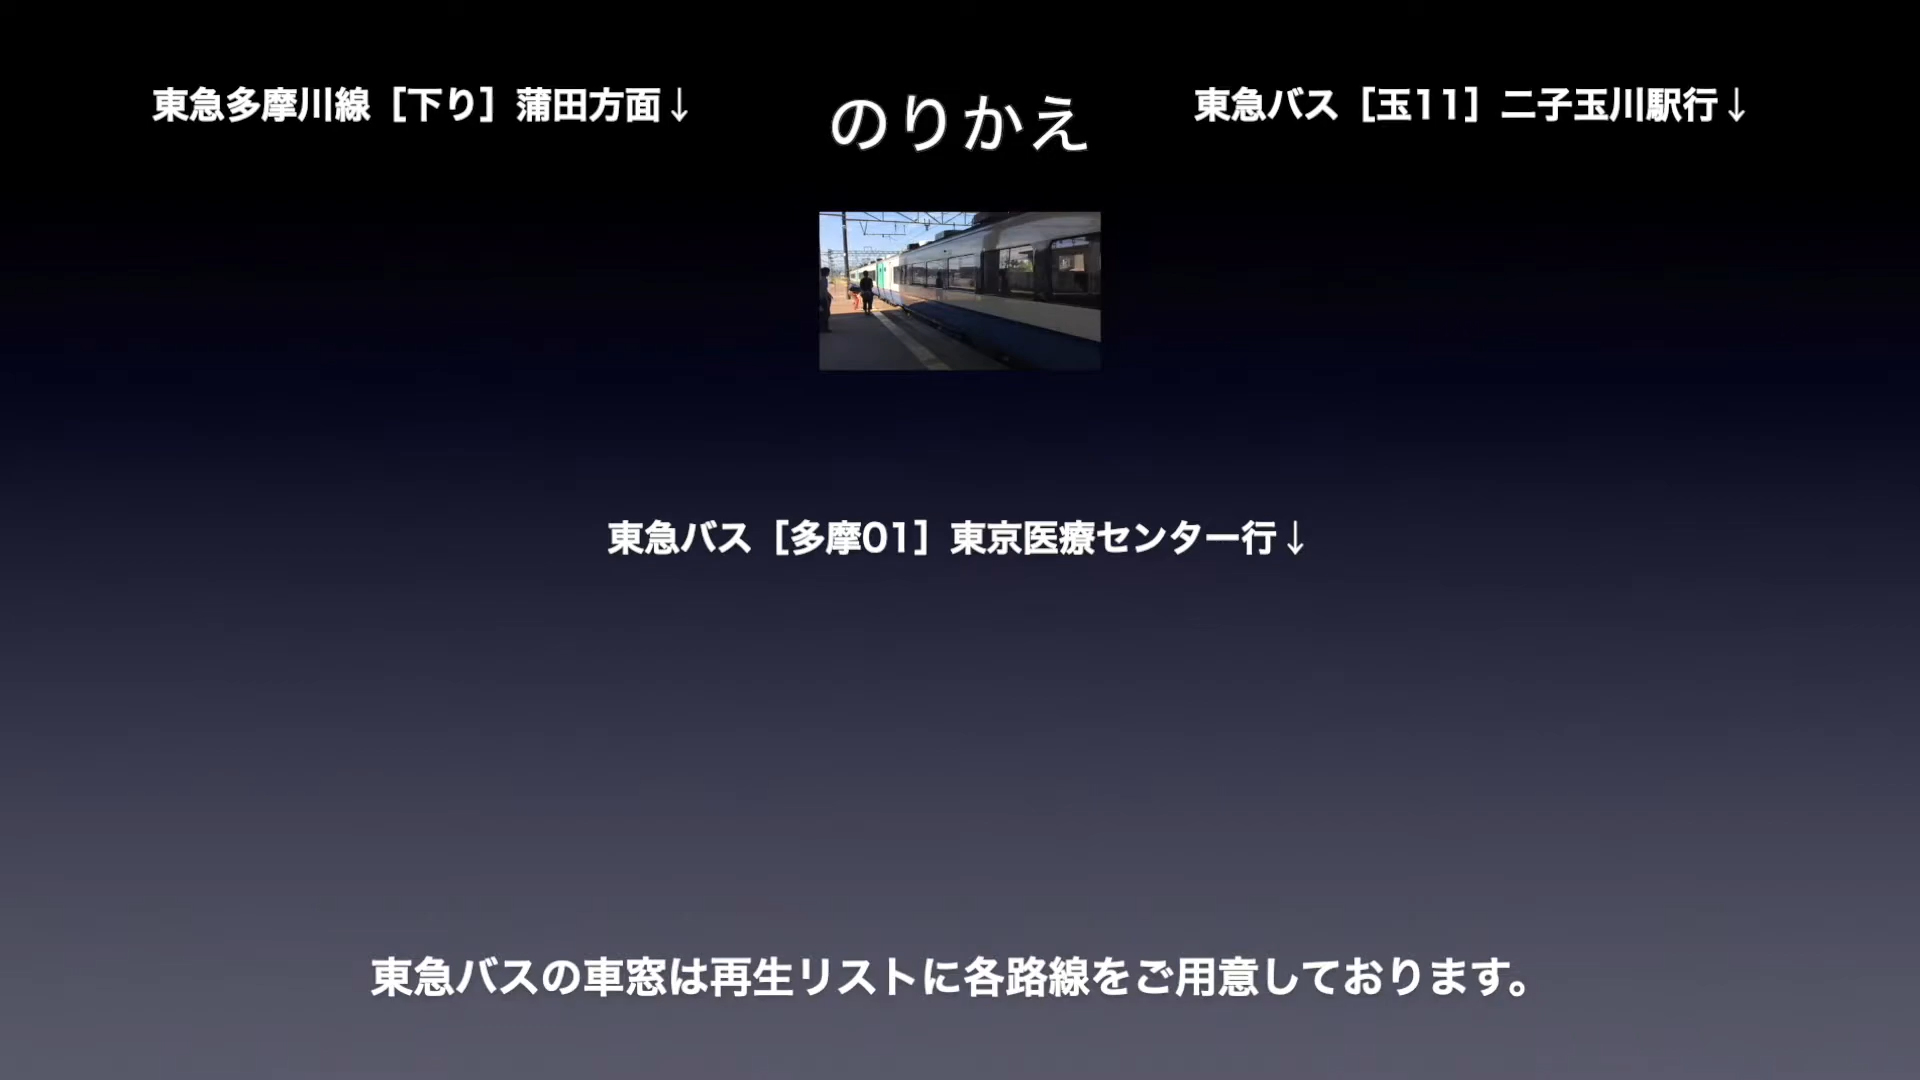 東急多摩川線［下り］蒲田方面↓
のりかえ
東急バス［玉11］二子玉川駅行↓
東急バス［多摩01］東京医療センター行↓
東急バスの車窓は再生リストに各路線をご用意しております。